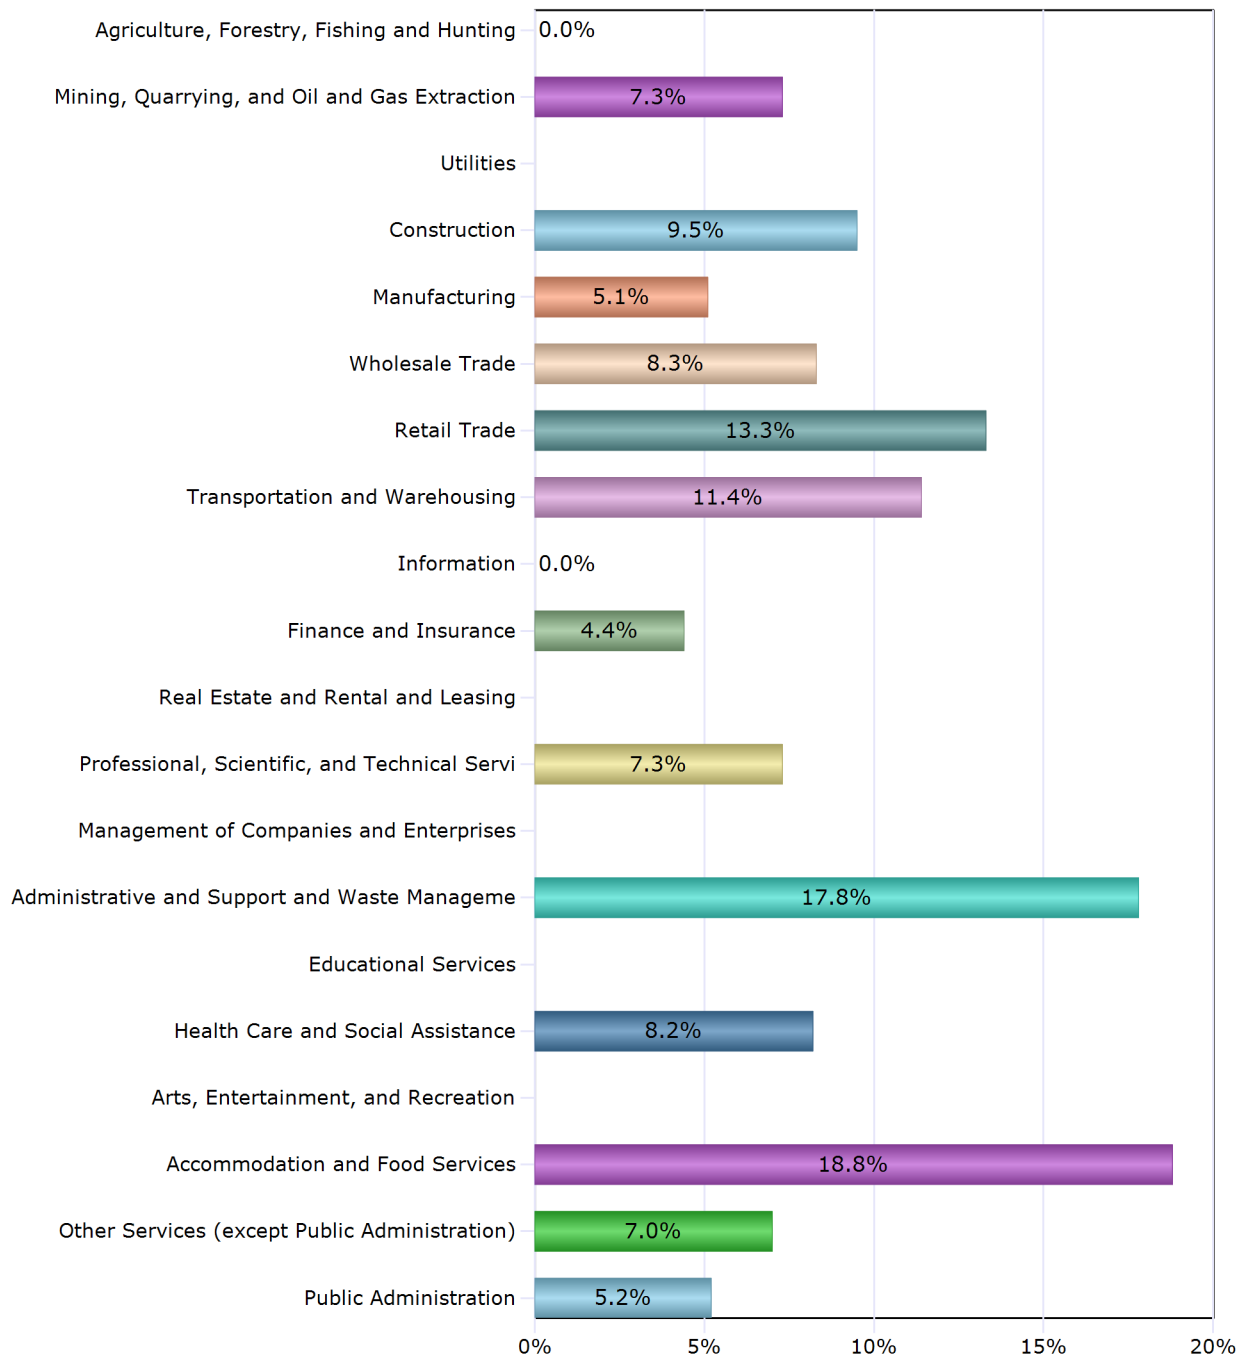 Agriculture, Forestry, Fishing and Hunting 0.0%
Mining, Quarrying, and Oil and Gas Extraction 7.3%
Utilities
Construction 9.5%
Manufacturing 5.1%
Wholesale Trade 8.3%
Retail Trade 13.3%
Transportation and Warehousing 11.4%
Information 0.0%
Finance and Insurance 4.4%
Real Estate and Rental and Leasing
Professional, Scientific, and Technical Servi 7.3%
Management of Companies and Enterprises
Administrative and Support and Waste Manageme 17.8%
Educational Services
Health Care and Social Assistance 8.2%
Arts, Entertainment, and Recreation
Accommodation and Food Services 18.8%
Other Services (except Public Administration) 7.0%
Public Administration 5.2%
0% 5% 10% 15% 20%